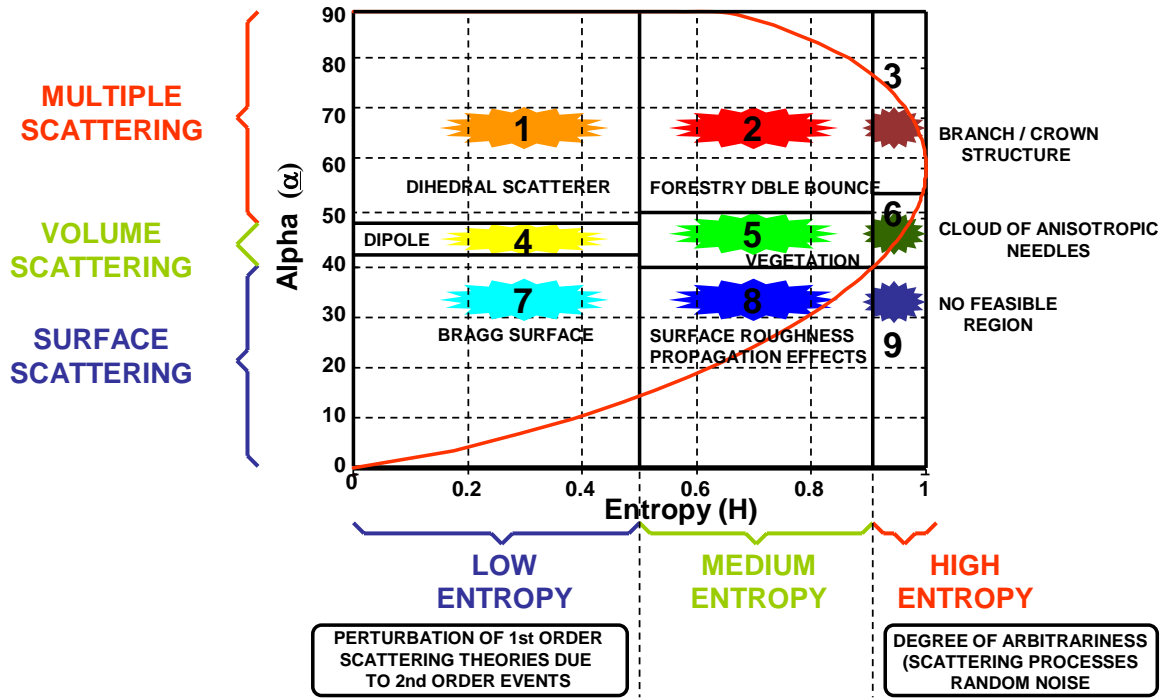 MULTIPLE
SCATTERING
VOLUME
SCATTERING
SURFACE
SCATTERING
Alpha (α)
90
80
70
60
50
40
30
20
10
0
1
DIHEDRAL SCATTERER
2
FORESTRY DBLE BOUNCE
3
BRANCH / CROWN
STRUCTURE
DIPOLE
4
5
VEGETATION
6
CLOUD OF ANISOTROPIC
NEEDLES
7
BRAGG SURFACE
8
SURFACE ROUGHNESS
PROPAGATION EFFECTS
9
NO FEASIBLE
REGION
0 0.2 0.4 0.6 0.8 1
Entropy (H)
LOW
ENTROPY
MEDIUM
ENTROPY
HIGH
ENTROPY
PERTURBATION OF 1st ORDER
SCATTERING THEORIES DUE
TO 2nd ORDER EVENTS
DEGREE OF ARBITRARINESS
(SCATTERING PROCESSES
RANDOM NOISE